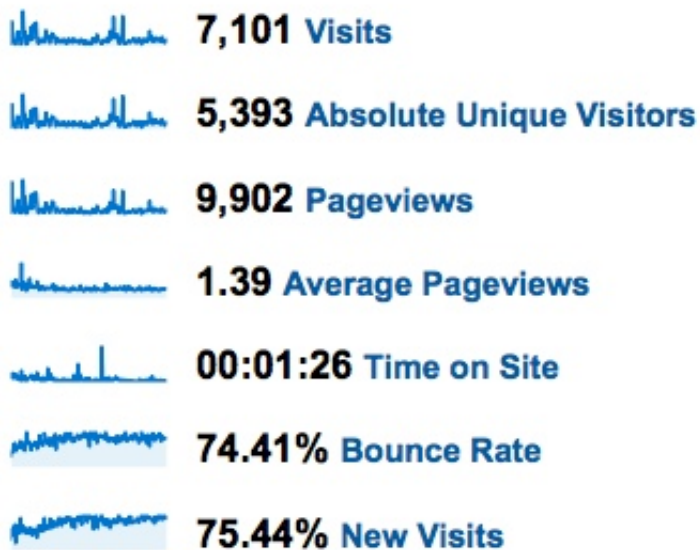 7,101 Visits
5,393 Absolute Unique Visitors
9,902 Pageviews
1.39 Average Pageviews
00:01:26 Time on Site
74.41% Bounce Rate
75.44% New Visits